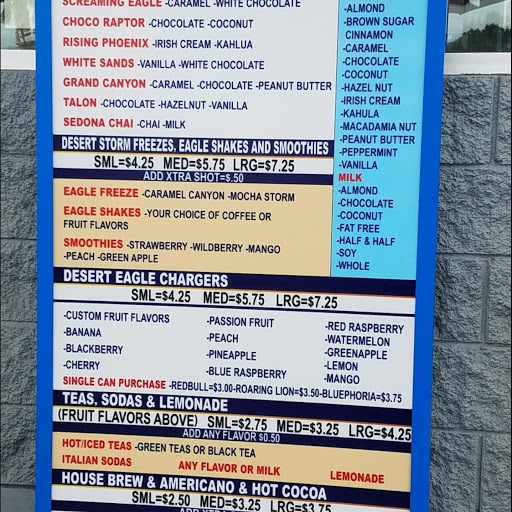 SCREAMING EAGLE -CARAMEL -WHITE CHOCOLATE
CHOCO RAPTOR -CHOCOLATE -COCONUT
RISING PHOENIX -IRISH CREAM -KAHLUA
WHITE SANDS -VANILLA -WHITE CHOCOLATE
GRAND CANYON -CARAMEL -CHOCOLATE -PEANUT BUTTER
TALON -CHOCOLATE -HAZELNUT -VANILLA
SEDONA CHAI -CHAI -MILK
DESERT STORM FREEZES, EAGLE SHAKES AND SMOOTHIES
SML=$4.25 MED=$5.75 LRG=$7.25
ADD XTRA SHOT=$.50
EAGLE FREEZE -CARAMEL CANYON -MOCHA STORM
EAGLE SHAKES -YOUR CHOICE OF COFFEE OR
FRUIT FLAVORS
SMOOTHIES -STRAWBERRY -WILDBERRY -MANGO
-PEACH -GREEN APPLE
-ALMOND
-BROWN SUGAR
CINNAMON
-CARAMEL
-CHOCOLATE
-COCONUT
-HAZEL NUT
-IRISH CREAM
-KAHULA
-MACADAMIA NUT
-PEANUT BUTTER
-PEPPERMINT
-VANILLA
MILK
-ALMOND
-CHOCOLATE
-COCONUT
-FAT FREE
-HALF & HALF
-SOY
-WHOLE
DESERT EAGLE CHARGERS
SML=$4.25 MED=$5.75 LRG=$7.25
-CUSTOM FRUIT FLAVORS
-BANANA
-BLACKBERRY
-CHERRY
-PASSION FRUIT
-PEACH
-PINEAPPLE
-BLUE RASPBERRY
-RED RASPBERRY
-WATERMELON
-GREENAPPLE
-LEMON
-MANGO
SINGLE CAN PURCHASE -REDBULL=$3.00-ROARING LION=$3.50-BLUPHORIA=$3.75
TEAS, SODAS & LEMONADE
(FRUIT FLAVORS ABOVE) SML=$2.75 MED=$3.25 LRG=$4.25
ADD ANY FLAVOR $0.50
HOT/ICED TEAS -GREEN TEAS OR BLACK TEA
ITALIAN SODAS ANY FLAVOR OR MILK LEMONADE
HOUSE BREW & AMERICANO & HOT COCOA
SML=$2.50 MED=$3.25 LRG=$3.75